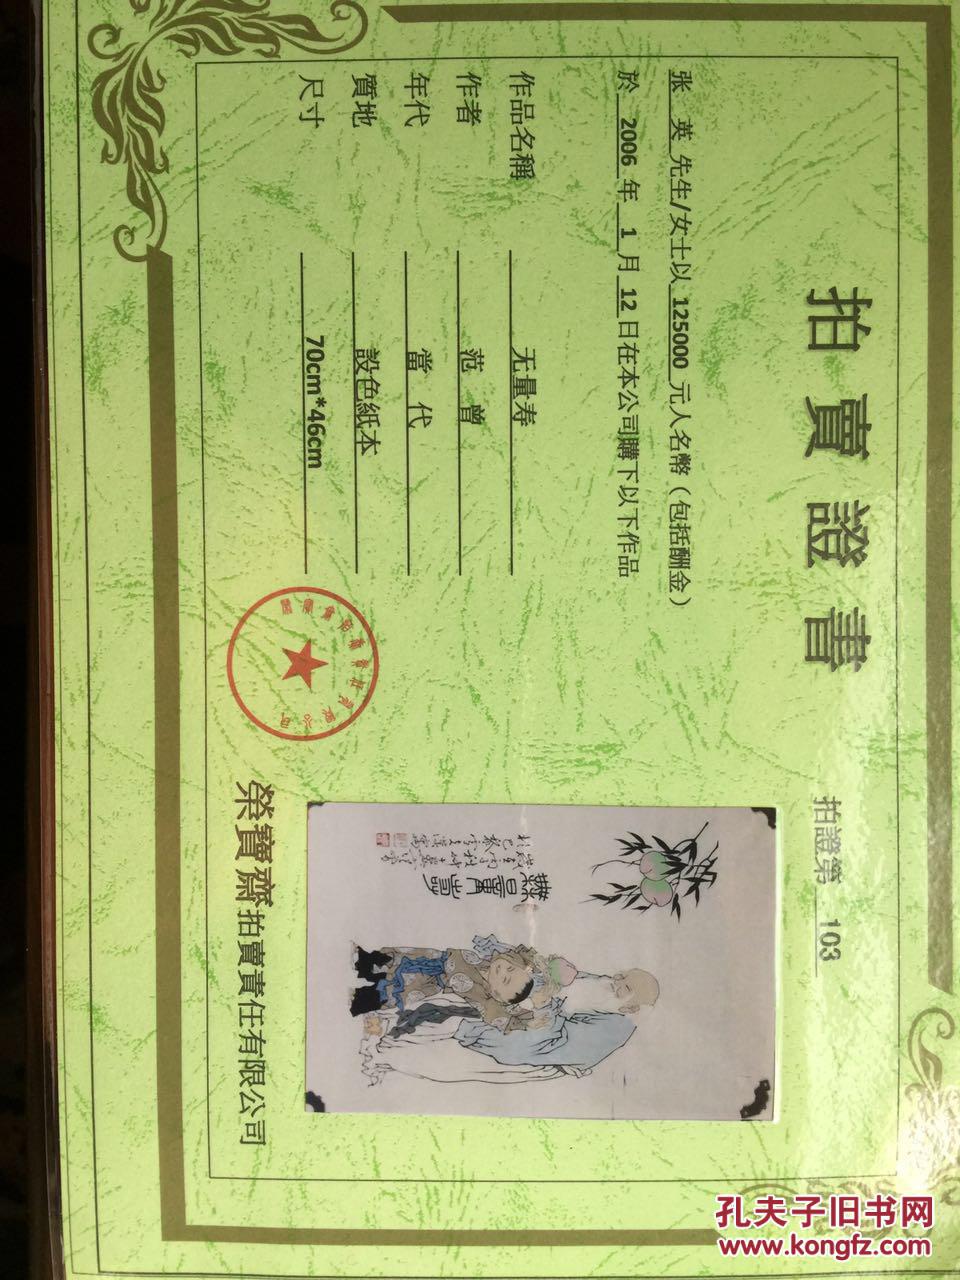 拍賣證書
拍證第 103
张 英 先生/女士以 125000 元人名幣（包括酬金）
於 2006 年 1 月 12 日在本公司購下以下作品
作品名稱 无量寿
作者 范 曾
年代 當 代
質地 設色紙本
尺寸 70cm*46cm
榮寶齋拍賣責任有限公司
孔夫子旧书网
www.kongfz.com